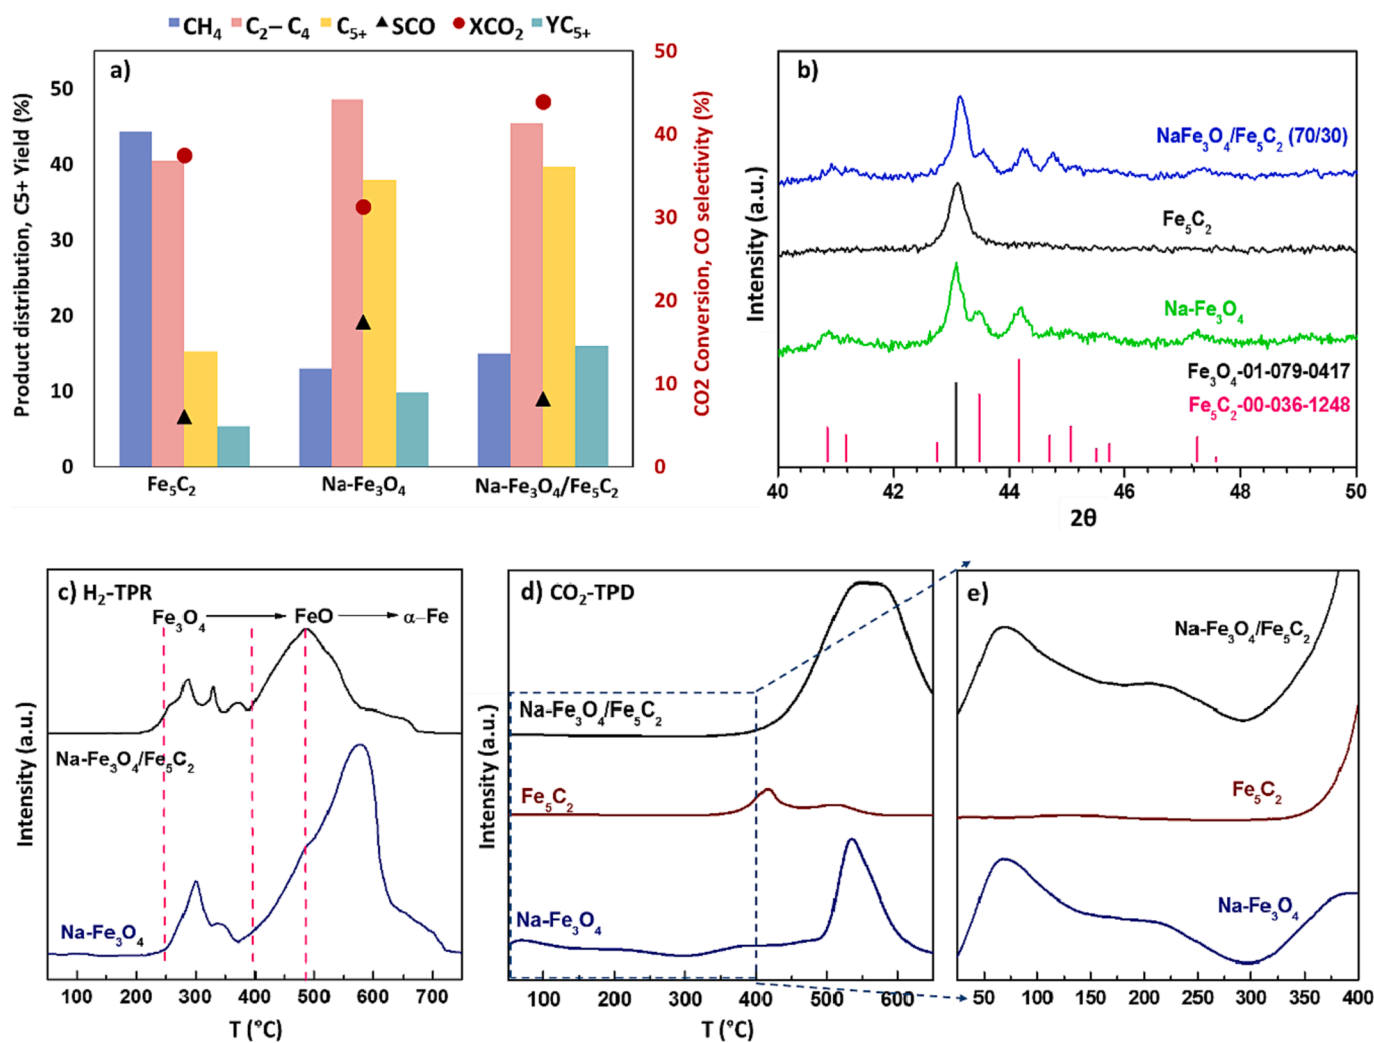 CH₄ C₂– C₄ C₅₊ SCO XCO₂ YC₅₊
a)
Product distribution, C5+ Yield (%)
50
40
30
20
10
0
50
40
30
20
10
0
CO2 Conversion, CO selectivity (%)
Fe₅C₂ Na-Fe₃O₄ Na-Fe₃O₄/Fe₅C₂
b)
Intensity (a.u.)
NaFe₃O₄/Fe₅C₂ (70/30)
Fe₅C₂
Na-Fe₃O₄
Fe₃O₄-01-079-0417
Fe₅C₂-00-036-1248
40 42 44 46 48 50
2θ
c) H₂-TPR
Fe₃O₄ FeO α–Fe
Intensity (a.u.)
Na-Fe₃O₄/Fe₅C₂
Na-Fe₃O₄
100 200 300 400 500 600 700
T (°C)
d) CO₂-TPD
Intensity (a.u.)
Na-Fe₃O₄/Fe₅C₂
Fe₅C₂
Na-Fe₃O₄
100 200 300 400 500 600
T (°C)
e)
Na-Fe₃O₄/Fe₅C₂
Fe₅C₂
Na-Fe₃O₄
50 100 150 200 250 300 350 400